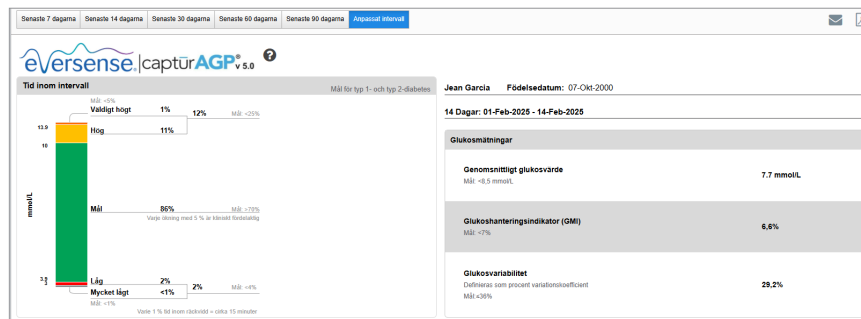 Senaste 7 dagarna Senaste 14 dagarna Senaste 30 dagarna Senaste 60 dagarna Senaste 90 dagarna Anpassat intervall
eversense. | captürAGP® v 5.0 ?
Tid inom intervall Mål för typ 1- och typ 2-diabetes
Mål: <5%
Väldigt högt 1%
12% Mål: <25%
13.9
Hög 11%
10
mmol/L
Mål 86% Mål: >70%
Varje ökning med 5 % är kliniskt fördelaktig
3.9
Låg 2%
3
2% Mål: <4%
Mycket lågt <1%
Mål: <1%
Varje 1 % tid inom räckvidd = cirka 15 minuter
Jean Garcia Födelsedatum: 07-Okt-2000
14 Dagar: 01-Feb-2025 - 14-Feb-2025
Glukosmätningar
Genomsnittligt glukosvärde 7.7 mmol/L
Mål: <8,5 mmol/L
Glukoshanteringsindikator (GMI) 6,6%
Mål: <7%
Glukosvariabilitet 29,2%
Definieras som procent variationskoefficient
Mål ≤36%